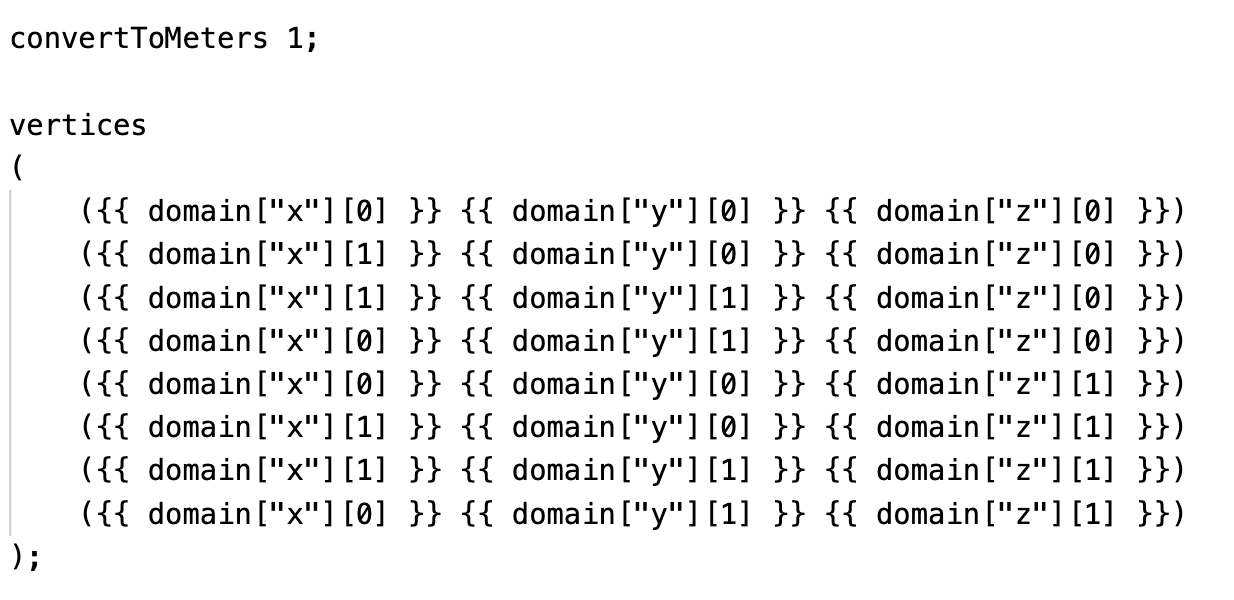 convertToMeters 1;
vertices
(
({{ domain["x"][0] }} {{ domain["y"][0] }} {{ domain["z"][0] }})
({{ domain["x"][1] }} {{ domain["y"][0] }} {{ domain["z"][0] }})
({{ domain["x"][1] }} {{ domain["y"][1] }} {{ domain["z"][0] }})
({{ domain["x"][0] }} {{ domain["y"][1] }} {{ domain["z"][0] }})
({{ domain["x"][0] }} {{ domain["y"][0] }} {{ domain["z"][1] }})
({{ domain["x"][1] }} {{ domain["y"][0] }} {{ domain["z"][1] }})
({{ domain["x"][1] }} {{ domain["y"][1] }} {{ domain["z"][1] }})
({{ domain["x"][0] }} {{ domain["y"][1] }} {{ domain["z"][1] }})
);